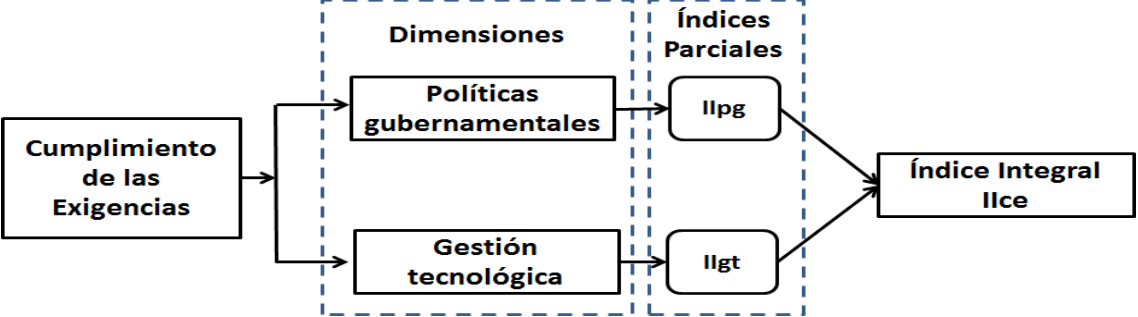 Dimensiones
Índices
Parciales
Políticas
gubernamentales
IIpg
Cumplimiento
de las
Exigencias
Índice Integral
IIce
Gestión
tecnológica
IIgt